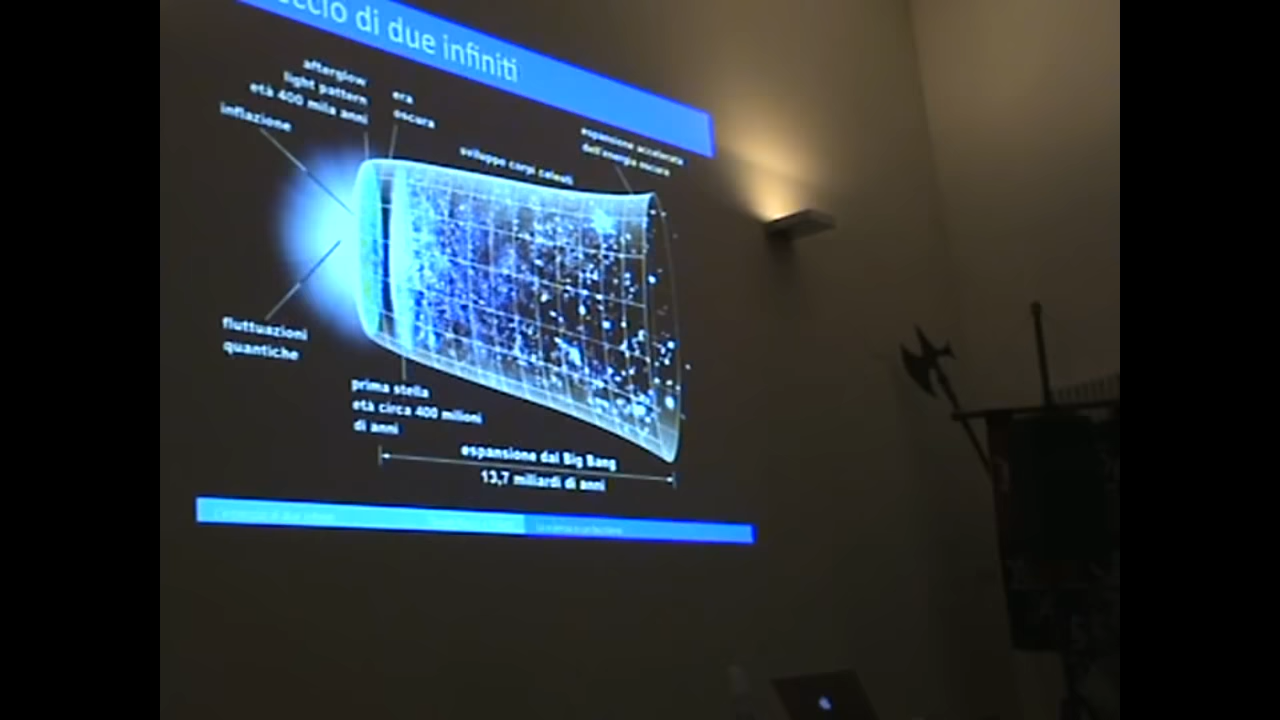 di due infiniti
afterglow
light pattern
età 400 mila anni
era
oscura
inflazione
espansione accelerata
dell'energia oscura
sviluppo corpi celesti
fluttuazioni
quantiche
prima stella
età circa 400 milioni
di anni
espansione dal Big Bang
13,7 miliardi di anni